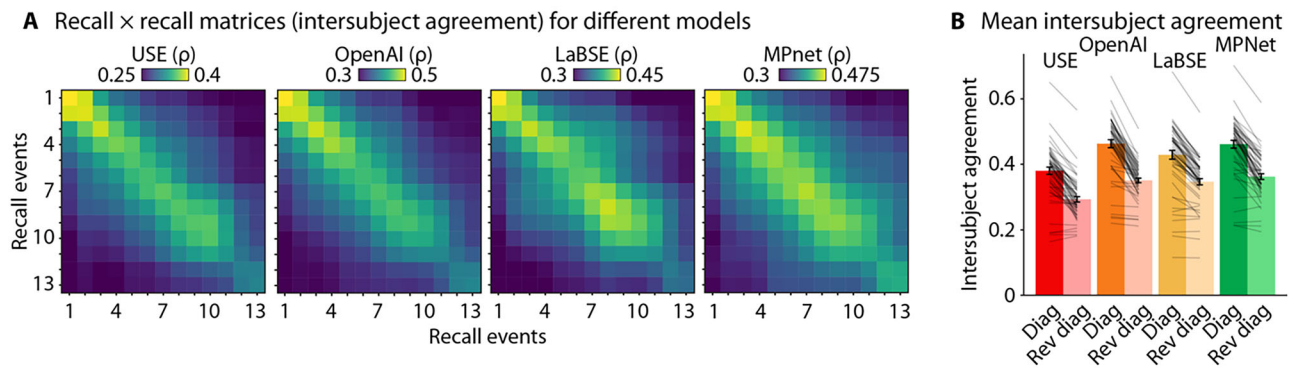 A Recall × recall matrices (intersubject agreement) for different models
USE (ρ)
0.25 0.4
OpenAI (ρ)
0.3 0.5
LaBSE (ρ)
0.3 0.45
MPnet (ρ)
0.3 0.475
Recall events
1
4
7
10
13
1 4 7 10 13
1 4 7 10 13
1 4 7 10 13
1 4 7 10 13
Recall events
B Mean intersubject agreement
USE
OpenAI
LaBSE
MPNet
Intersubject agreement
0.6
0.4
0.2
0
Diag
Rev diag
Diag
Rev diag
Diag
Rev diag
Diag
Rev diag